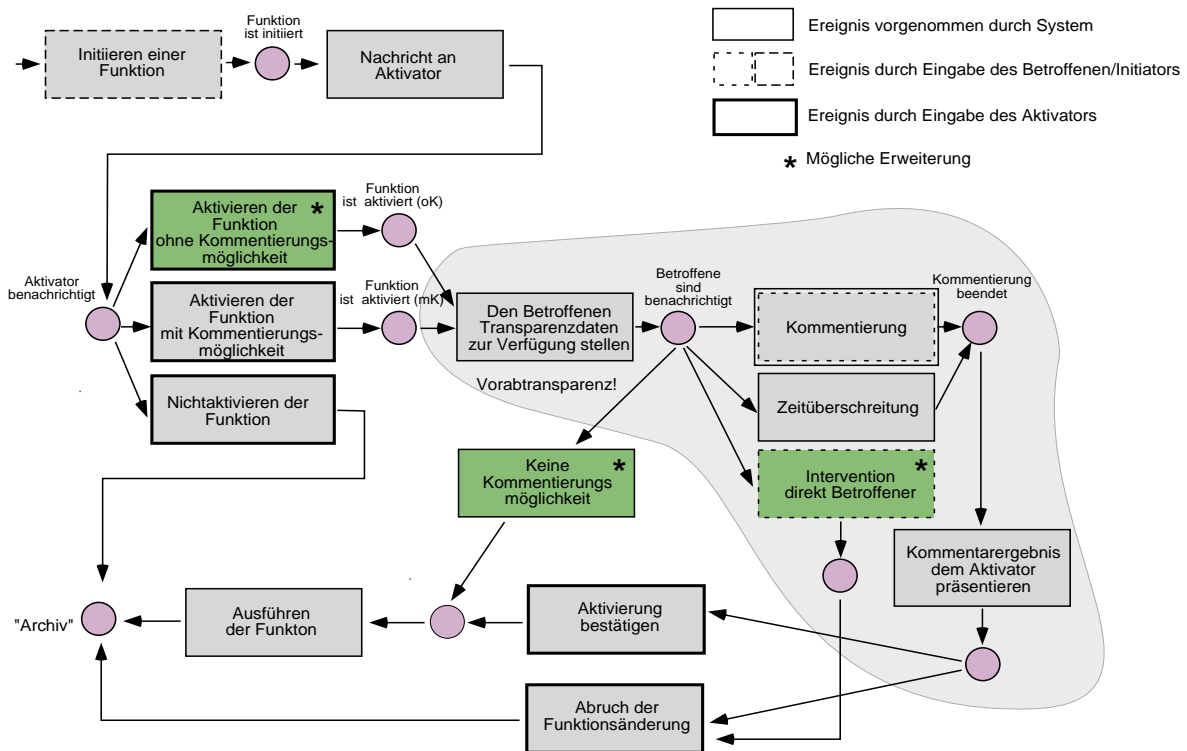 Initiieren einer
Funktion
Funktion
ist initiiert
Nachricht an
Aktivator
Ereignis vorgenommen durch System
Ereignis durch Eingabe des Betroffenen/Initiators
Ereignis durch Eingabe des Aktivators
* Mögliche Erweiterung
Aktivator
benachrichtigt
Aktivieren der *
Funktion
ohne Kommentierungs-
möglichkeit
Funktion
ist aktiviert (oK)
Aktivieren der
Funktion
mit Kommentierungs-
möglichkeit
Funktion
ist aktiviert (mK)
Nichtaktivieren der
Funktion
Den Betroffenen
Transparenzdaten
zur Verfügung stellen
Vorabtransparenz!
Betroffene
sind
benachrichtigt
Kommentierung
Kommentierung
beendet
Zeitüberschreitung
Keine *
Kommentierungs
möglichkeit
Intervention *
direkt Betroffener
Kommentarergebnis
dem Aktivator
präsentieren
"Archiv"
Ausführen
der Funkton
Aktivierung
bestätigen
Abruch der
Funktionsänderung